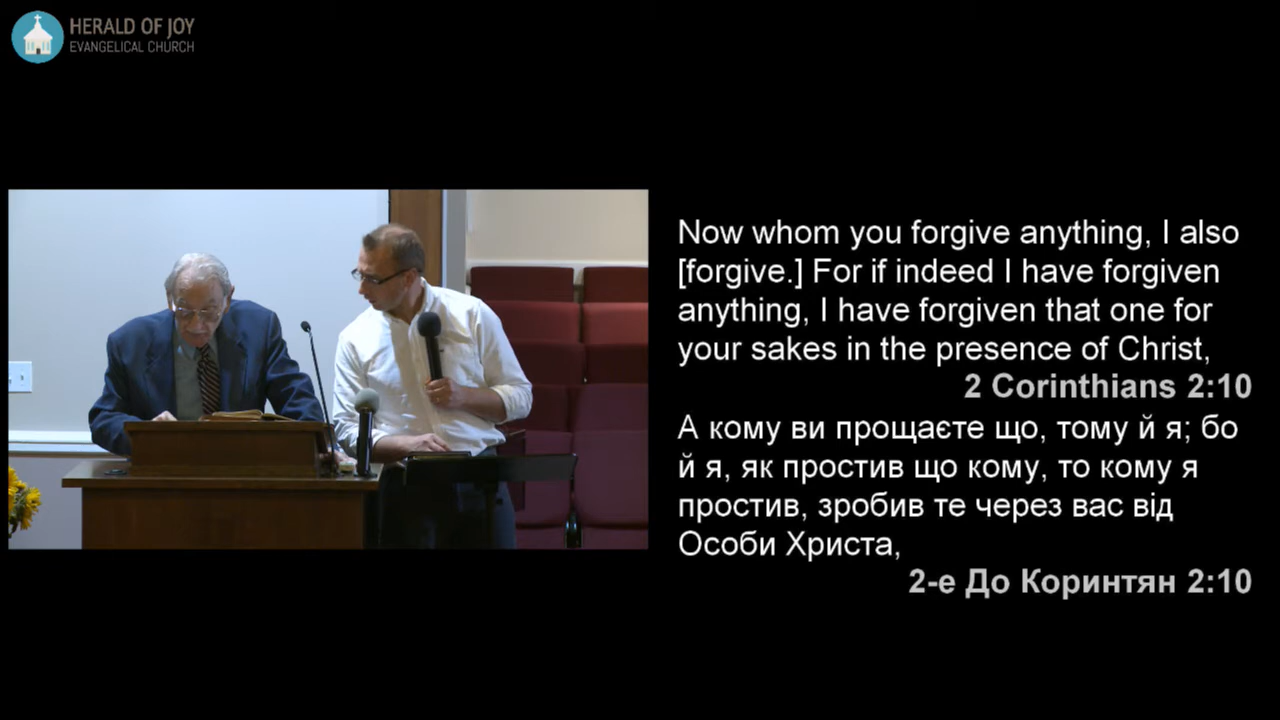 HERALD OF JOY
EVANGELICAL CHURCH
Now whom you forgive anything, I also
[forgive.] For if indeed I have forgiven
anything, I have forgiven that one for
your sakes in the presence of Christ,
2 Corinthians 2:10
А кому ви прощаєте що, тому й я; бо
й я, як простив що кому, то кому я
простив, зробив те через вас від
Особи Христа,
2-е До Коринтян 2:10